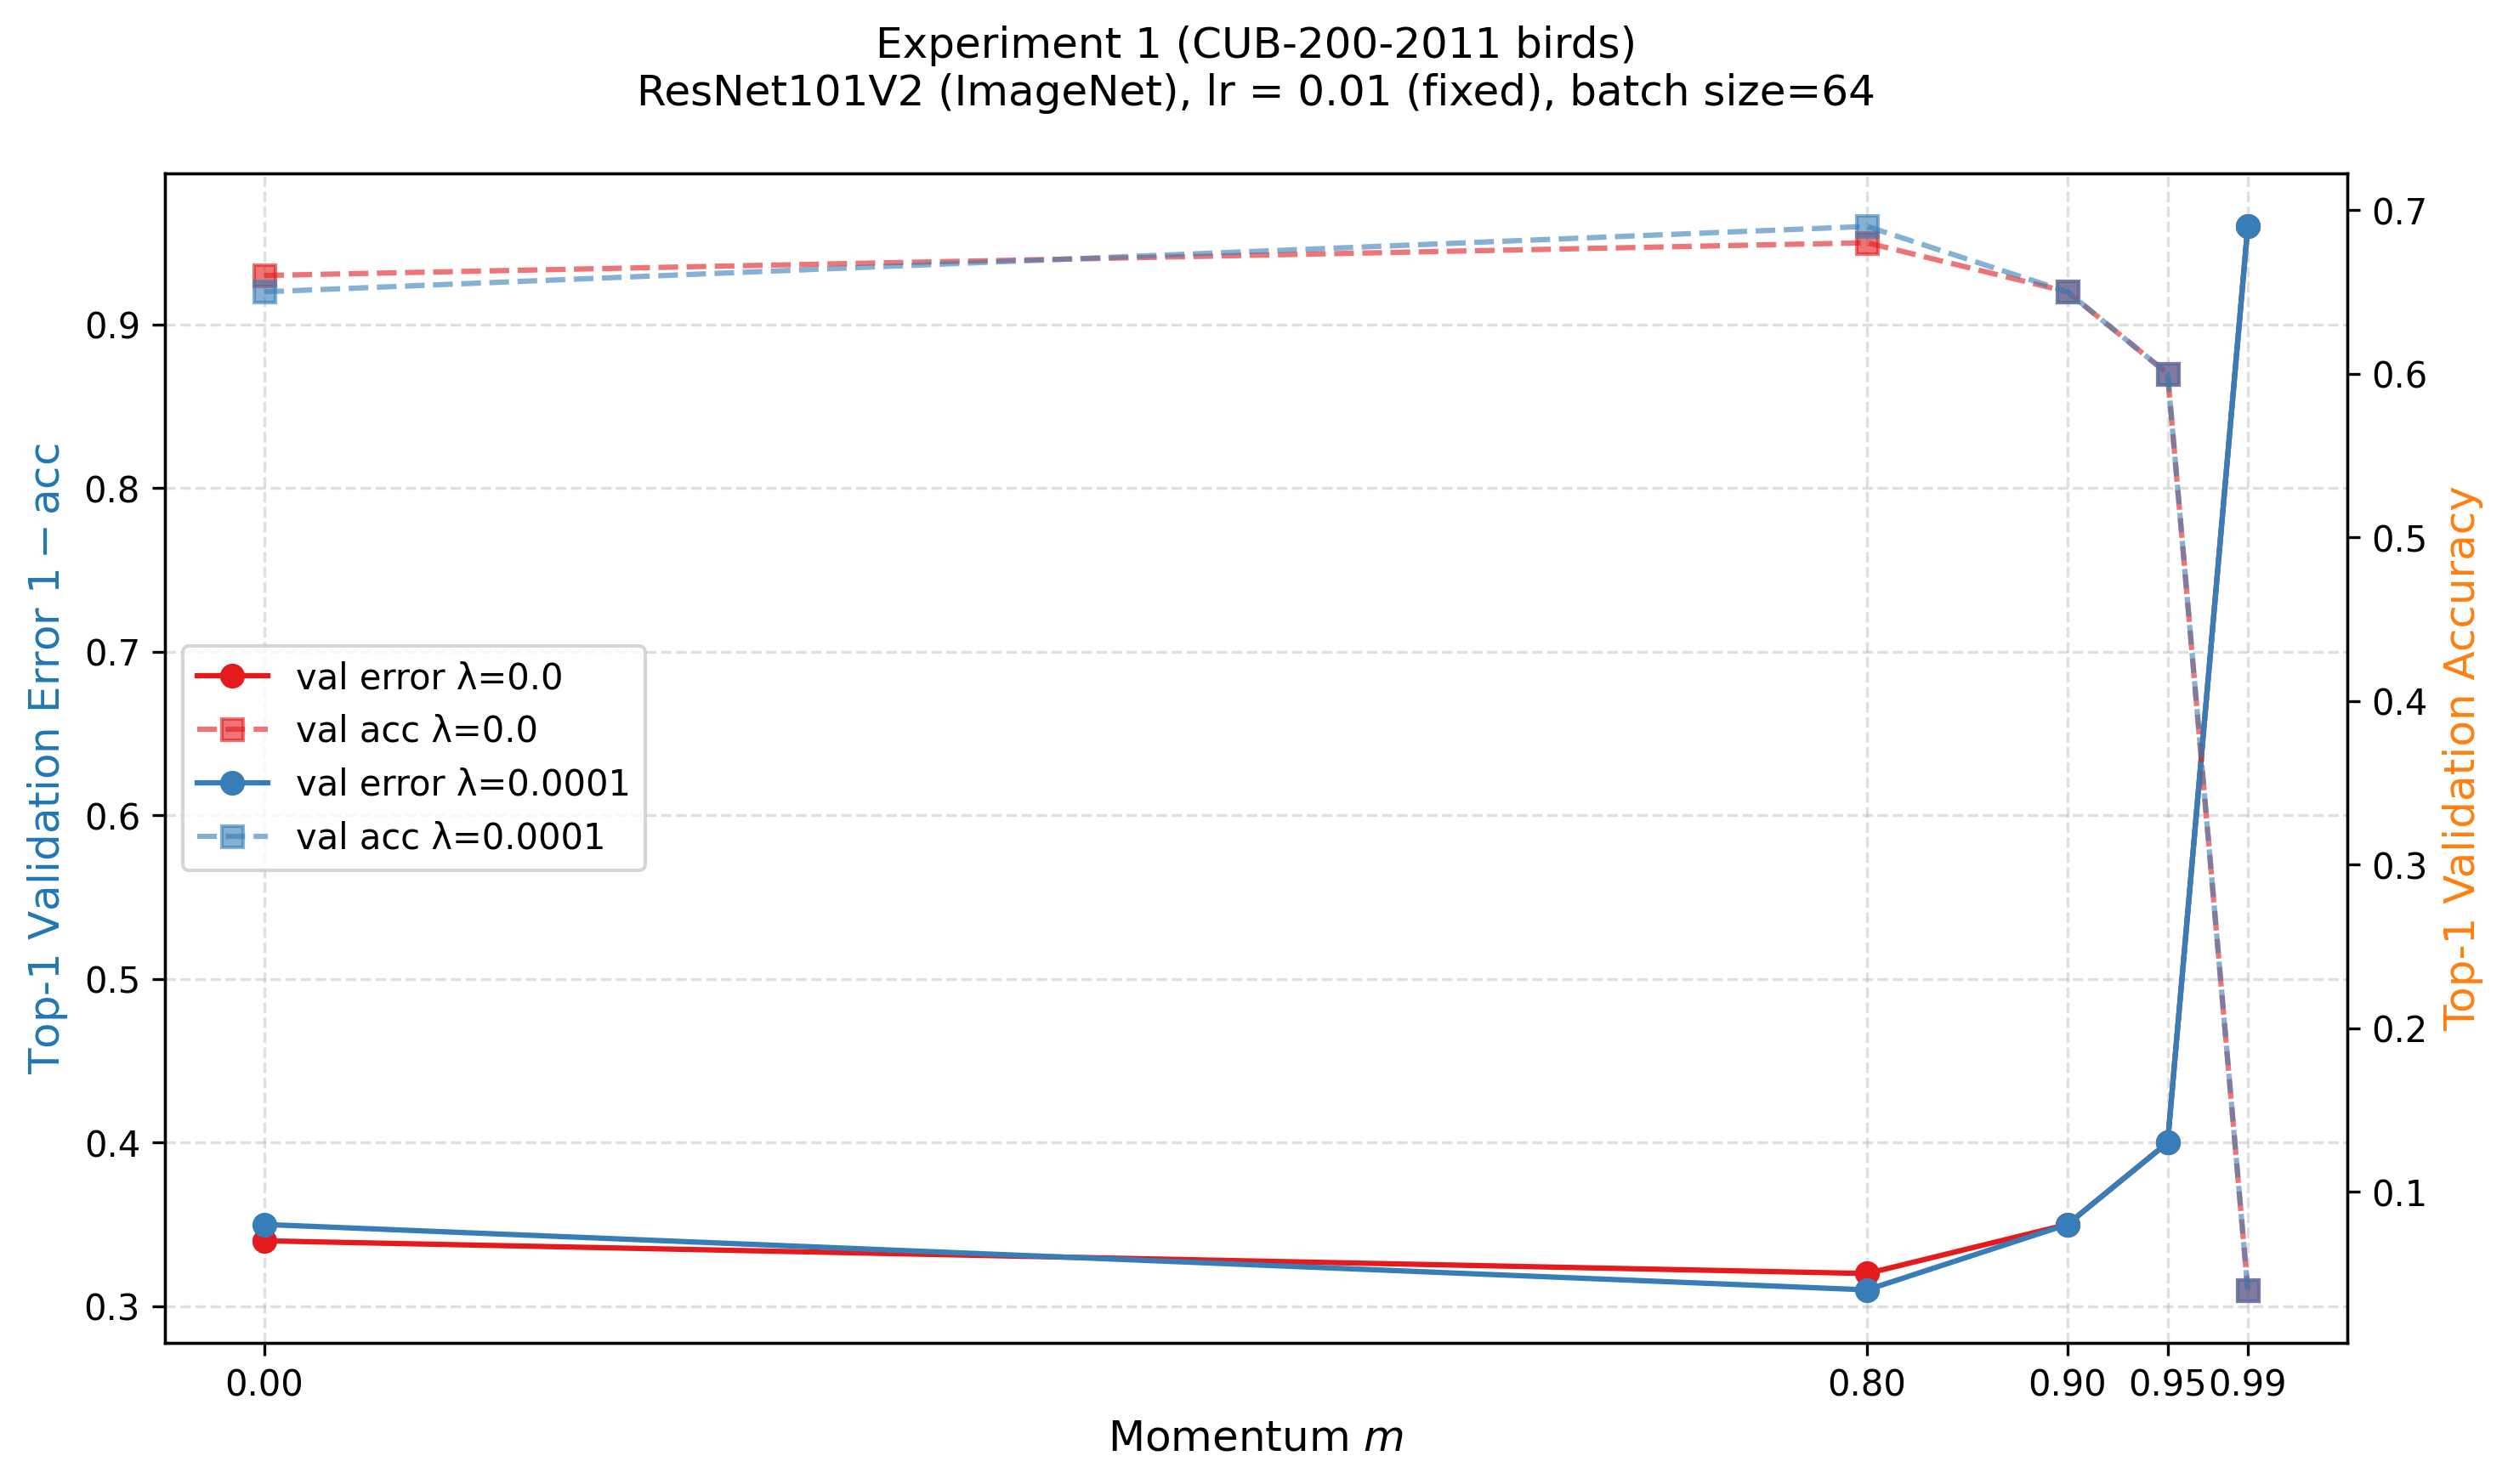 Experiment 1 (CUB-200-2011 birds)
ResNet101V2 (ImageNet), lr = 0.01 (fixed), batch size=64
Top-1 Validation Error 1 − acc
0.9
0.8
0.7
0.6
0.5
0.4
0.3
val error λ=0.0
val acc λ=0.0
val error λ=0.0001
val acc λ=0.0001
0.7
0.6
0.5
0.4
0.3
0.2
0.1
Top-1 Validation Accuracy
0.00 0.80 0.90 0.95 0.99
Momentum m